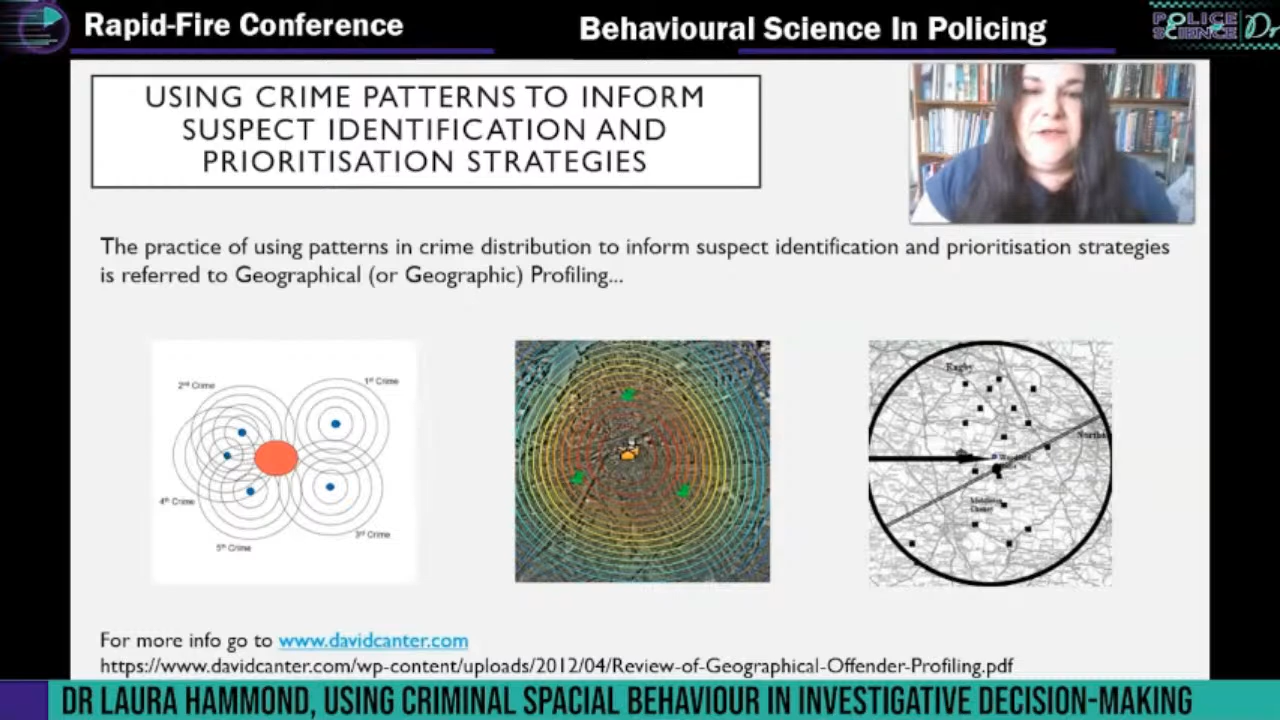 Rapid-Fire Conference
Behavioural Science In Policing
POLICE
SCIENCE
Dr
USING CRIME PATTERNS TO INFORM
SUSPECT IDENTIFICATION AND
PRIORITISATION STRATEGIES
The practice of using patterns in crime distribution to inform suspect identification and prioritisation strategies
is referred to Geographical (or Geographic) Profiling...
2nd Crime
1st Crime
4th Crime
3rd Crime
5th Crime
Rugby
For more info go to www.davidcanter.com
https://www.davidcanter.com/wp-content/uploads/2012/04/Review-of-Geographical-Offender-Profiling.pdf
DR LAURA HAMMOND, USING CRIMINAL SPACIAL BEHAVIOUR IN INVESTIGATIVE DECISION-MAKING